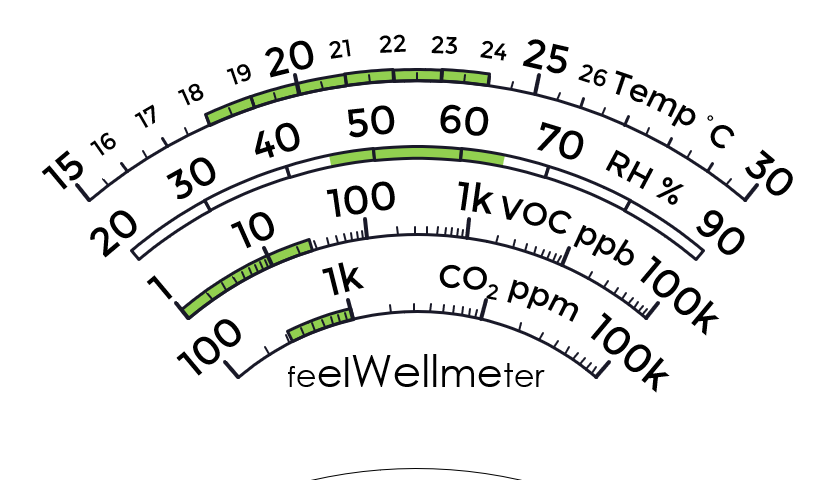 15 16 17 18 19 20 21 22 23 24 25 26 Temp °C 30
20 30 40 50 60 70 RH % 90
1 10 100 1k VOC ppb 100k
100 1k CO₂ ppm 100k
feelWellmeter